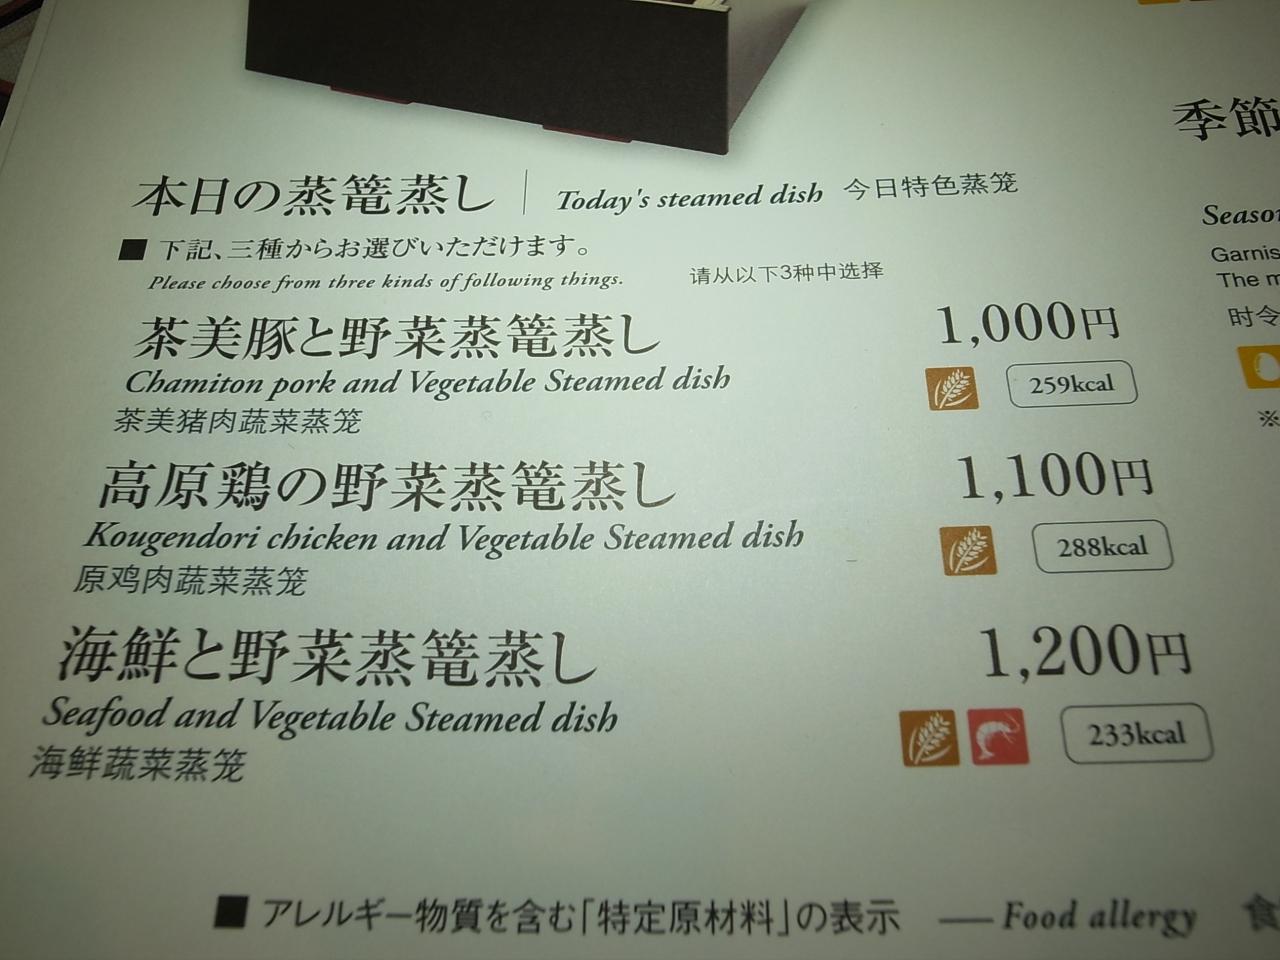 本日の蒸篭蒸し Today's steamed dish 今日特色蒸笼
■ 下記、三種からお選びいただけます。
Please choose from three kinds of following things. 请从以下3种中选择
茶美豚と野菜蒸篭蒸し 1,000円
Chamiton pork and Vegetable Steamed dish 259kcal
茶美猪肉蔬菜蒸笼
高原鶏の野菜蒸篭蒸し 1,100円
Kougendori chicken and Vegetable Steamed dish 288kcal
原鸡肉蔬菜蒸笼
海鮮と野菜蒸篭蒸し 1,200円
Seafood and Vegetable Steamed dish 233kcal
海鲜蔬菜蒸笼
■ アレルギー物質を含む「特定原材料」の表示 — Food allergy 食
季節
Seaso
Garnis
The m
时令
※